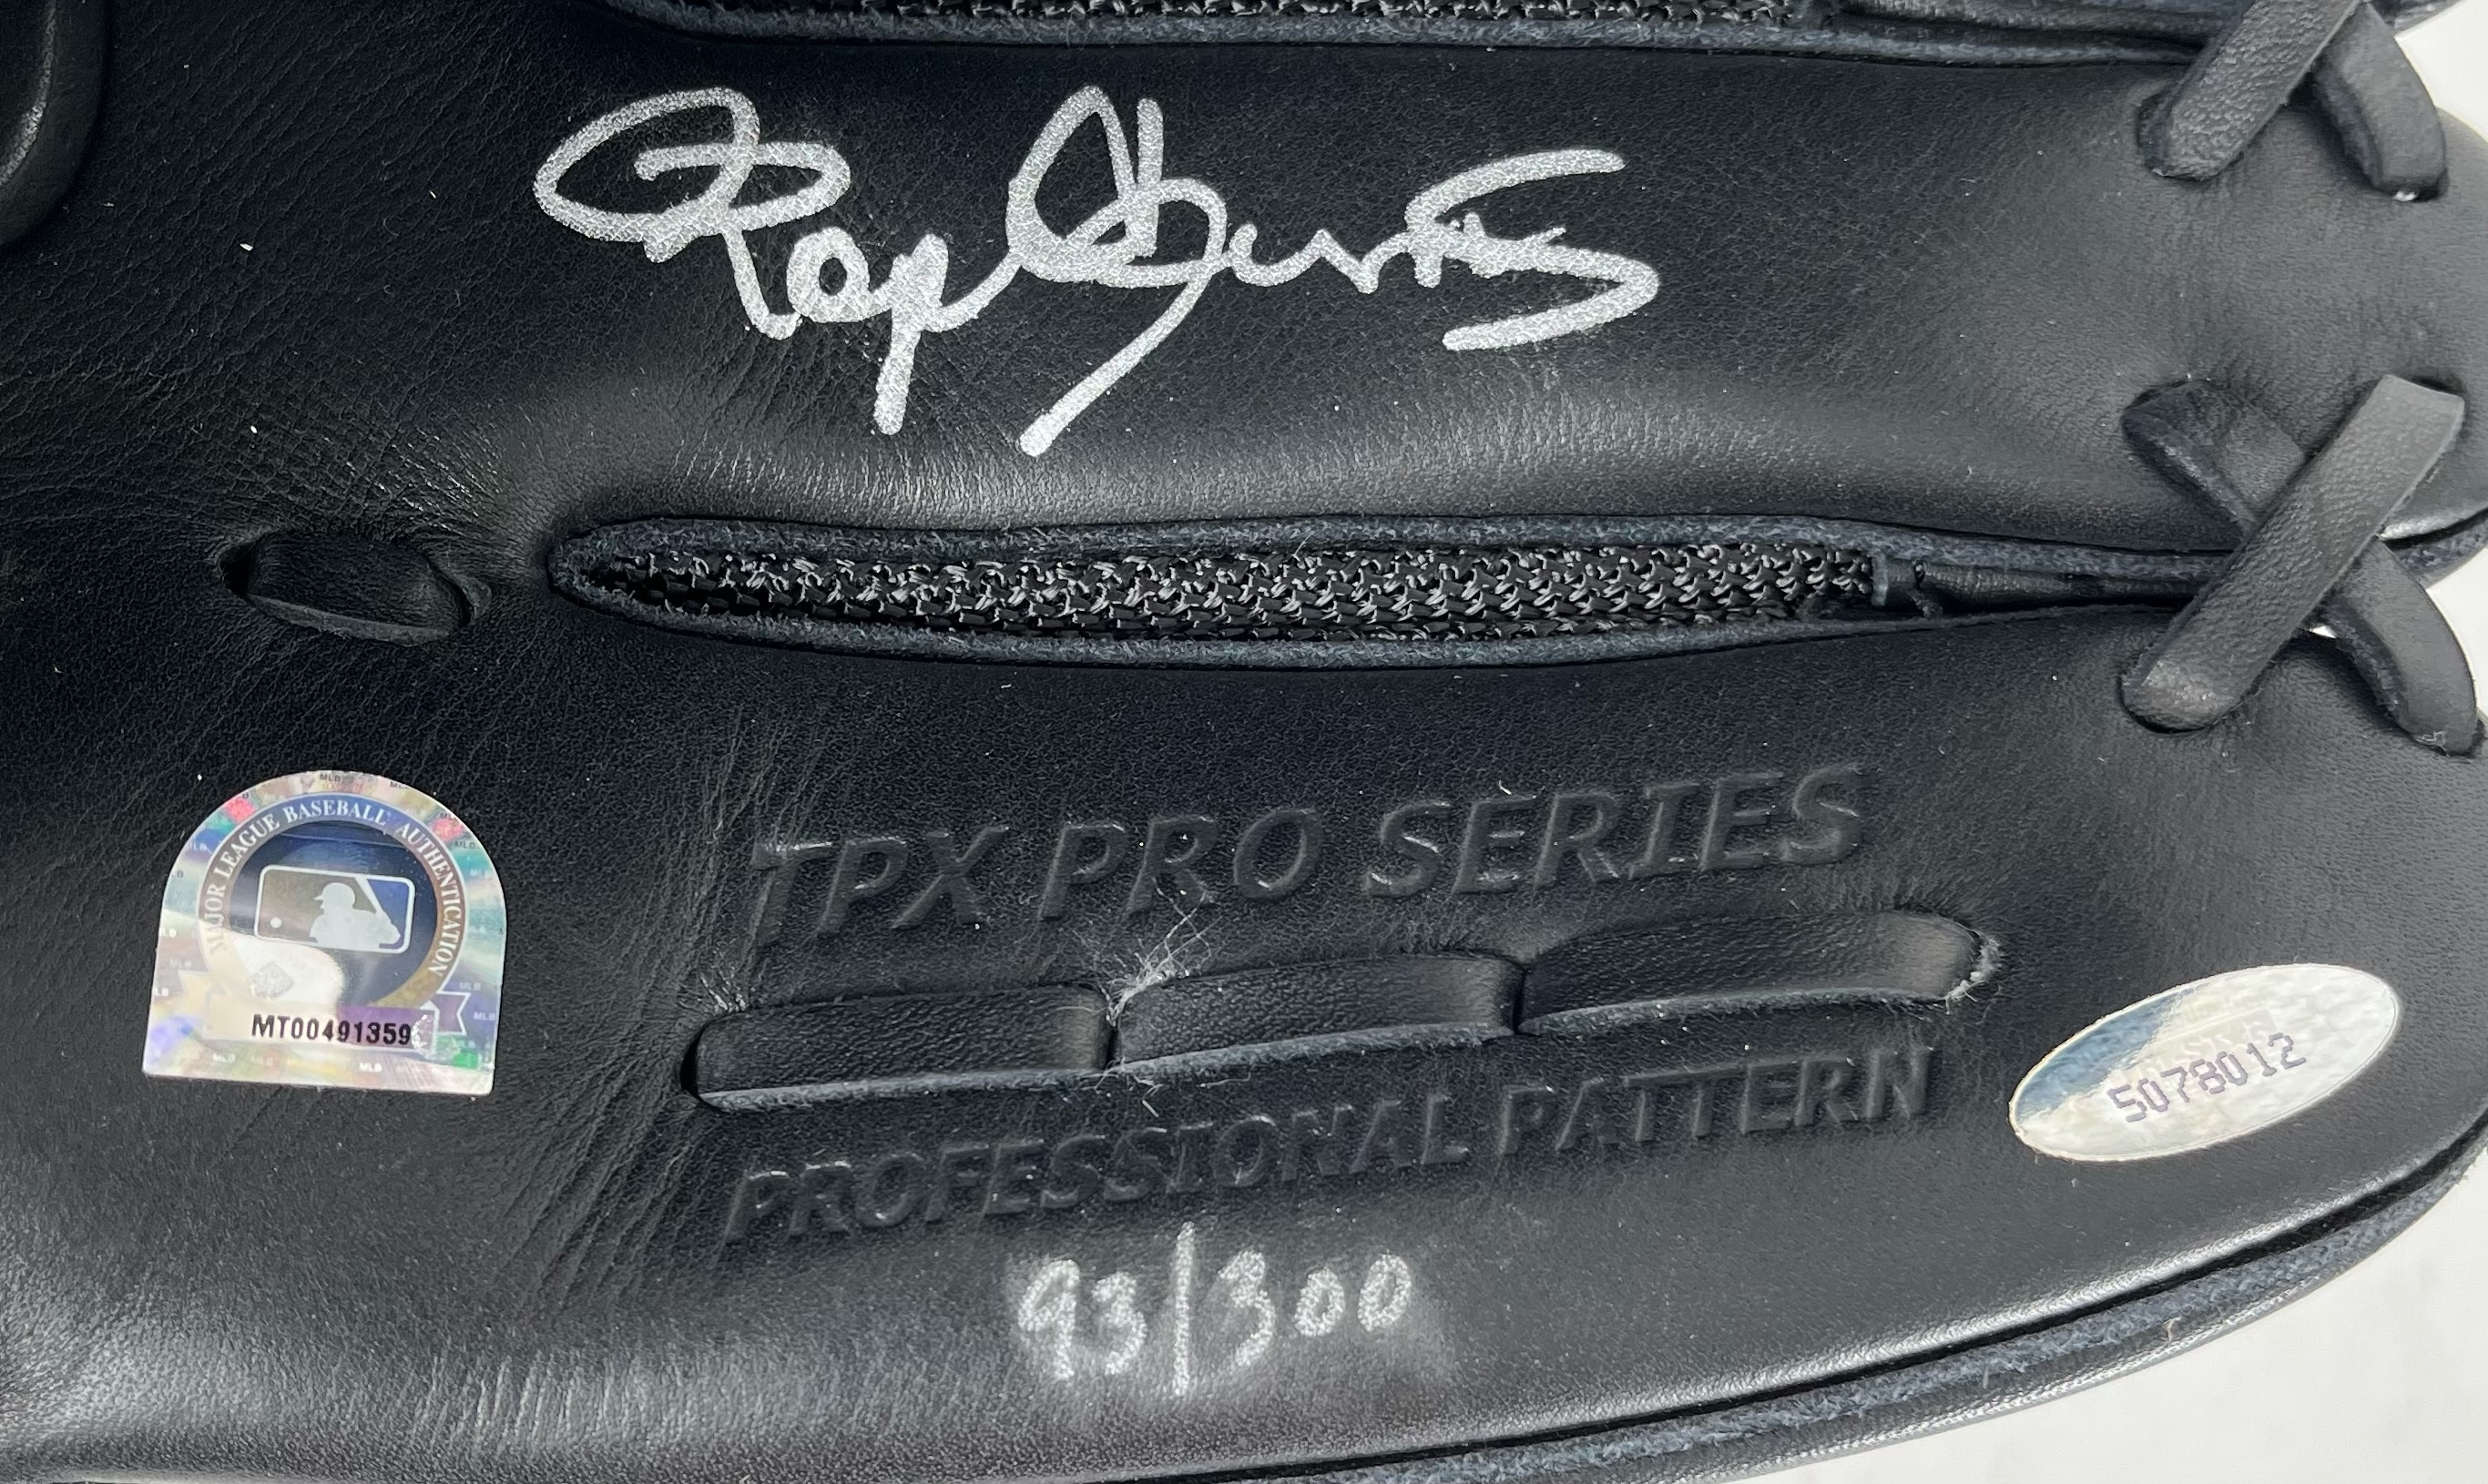 MAJOR LEAGUE BASEBALL AUTHENTICATION
MT00491359
TPX PRO SERIES
PROFESSIONAL PATTERN
5078012
93/300